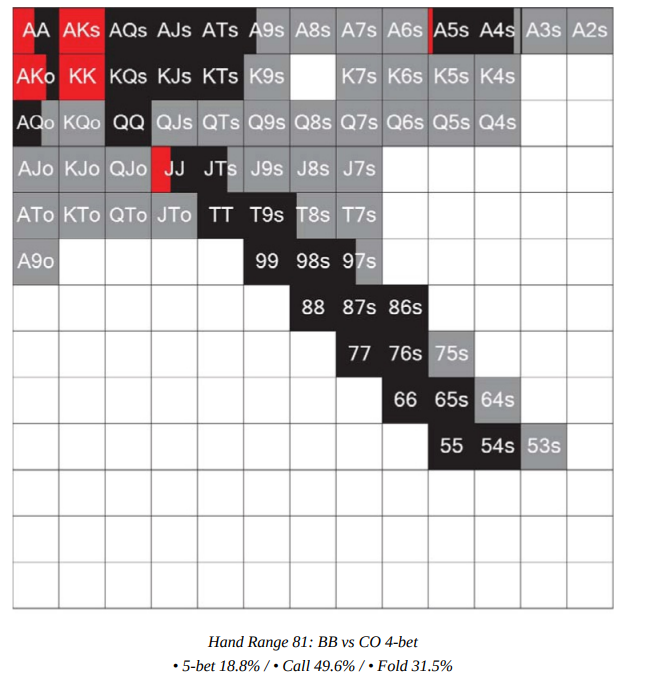 AA AKs AQs AJs ATs A9s A8s A7s A6s A5s A4s A3s A2s
AKo KK KQs KJs KTs K9s K7s K6s K5s K4s
AQo KQo QQ QJs QTs Q9s Q8s Q7s Q6s Q5s Q4s
AJo KJo QJo JJ JTs J9s J8s J7s
ATo KTo QTo JTo TT T9s T8s T7s
A9o 99 98s 97s
88 87s 86s
77 76s 75s
66 65s 64s
55 54s 53s
Hand Range 81: BB vs CO 4-bet
• 5-bet 18.8% / • Call 49.6% / • Fold 31.5%